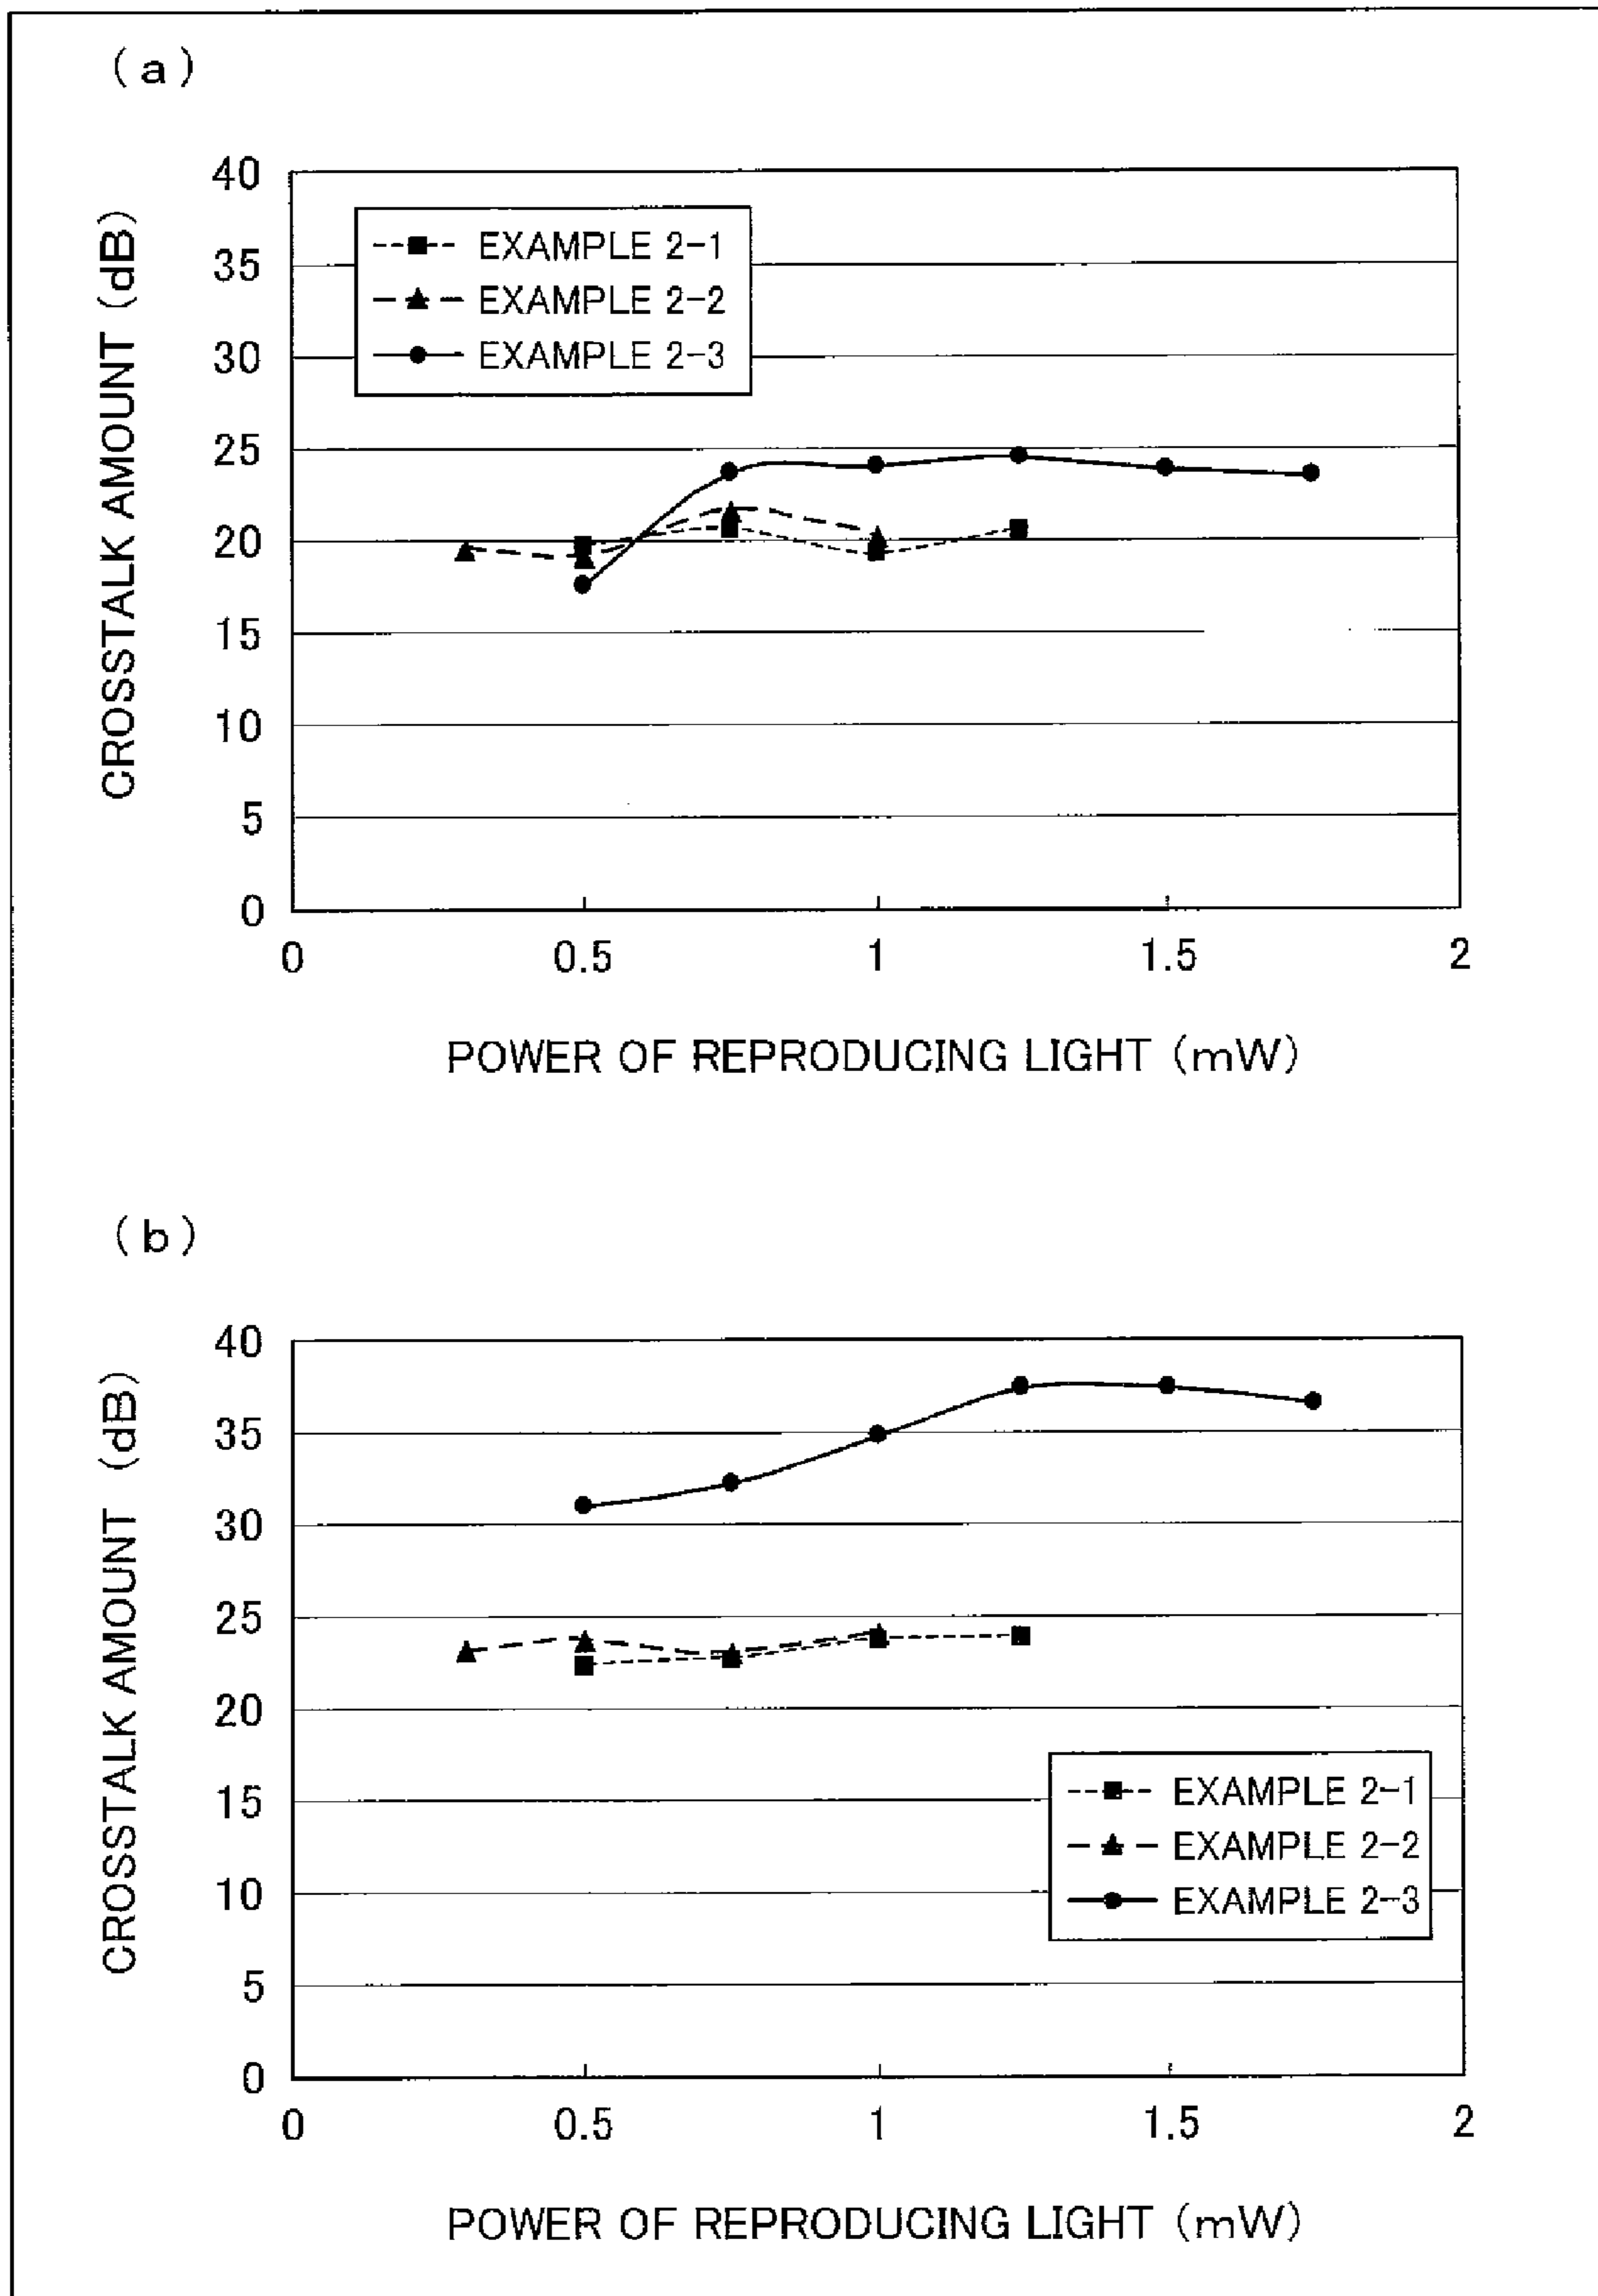 (a)
CROSSTALK AMOUNT (dB)
40
35
30
25
20
15
10
5
0
EXAMPLE 2-1
EXAMPLE 2-2
EXAMPLE 2-3
0 0.5 1 1.5 2
POWER OF REPRODUCING LIGHT (mW)
(b)
CROSSTALK AMOUNT (dB)
40
35
30
25
20
15
10
5
0
EXAMPLE 2-1
EXAMPLE 2-2
EXAMPLE 2-3
0 0.5 1 1.5 2
POWER OF REPRODUCING LIGHT (mW)